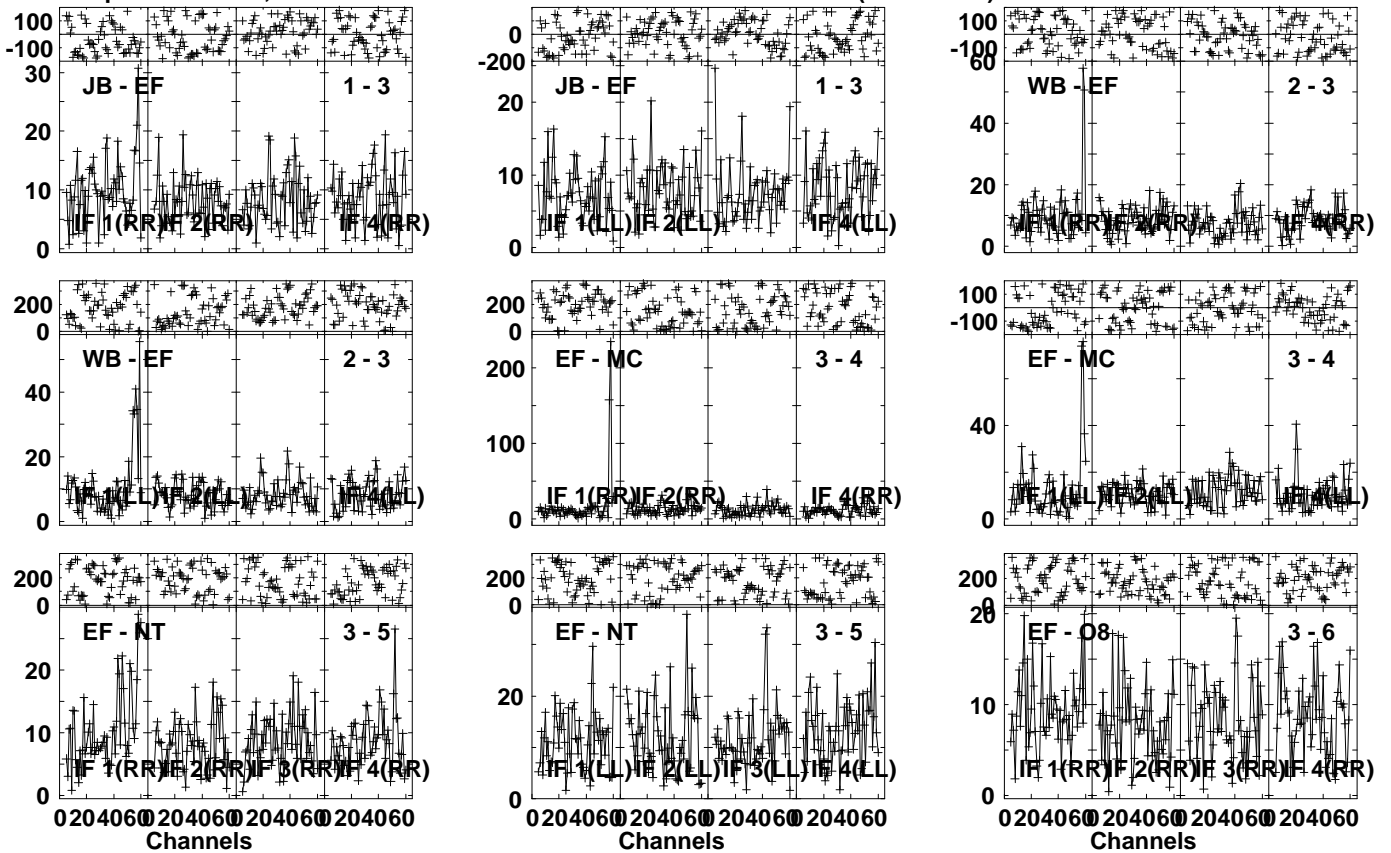 100
-100
30
20
10
0
JB - EF 1 - 3
IF 1(RR) IF 2(RR) IF 4(RR)
0
-200
20
10
0
JB - EF 1 - 3
IF 1(LL) IF 2(LL) IF 4(LL)
100
-100
60
40
20
0
WB - EF 2 - 3
IF 1(RR) IF 2(RR) IF 4(RR)
200
0
40
20
0
WB - EF 2 - 3
IF 1(LL) IF 2(LL) IF 4(LL)
200
0
200
100
0
EF - MC 3 - 4
IF 1(RR) IF 2(RR) IF 4(RR)
100
-100
40
0
EF - MC 3 - 4
IF 1(LL) IF 2(LL) IF 4(LL)
200
0
20
10
0
EF - NT 3 - 5
IF 1(RR) IF 2(RR) IF 3(RR) IF 4(RR)
0 20 40 60 0 20 40 60 0 20 40 60 0 20 40 60
Channels
200
0
20
0
EF - NT 3 - 5
IF 1(LL) IF 2(LL) IF 3(LL) IF 4(LL)
0 20 40 60 0 20 40 60 0 20 40 60 0 20 40 60
Channels
200
0
20
10
0
EF - O8 3 - 6
IF 1(RR) IF 2(RR) IF 3(RR) IF 4(RR)
0 20 40 60 0 20 40 60 0 20 40 60 0 20 40 60
Channels